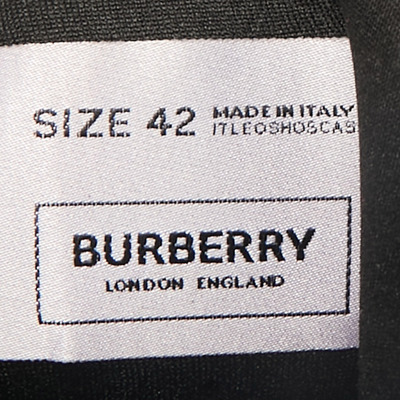 SIZE 42 MADE IN ITALY
ITLEOSHOSCAS
BURBERRY
LONDON ENGLAND